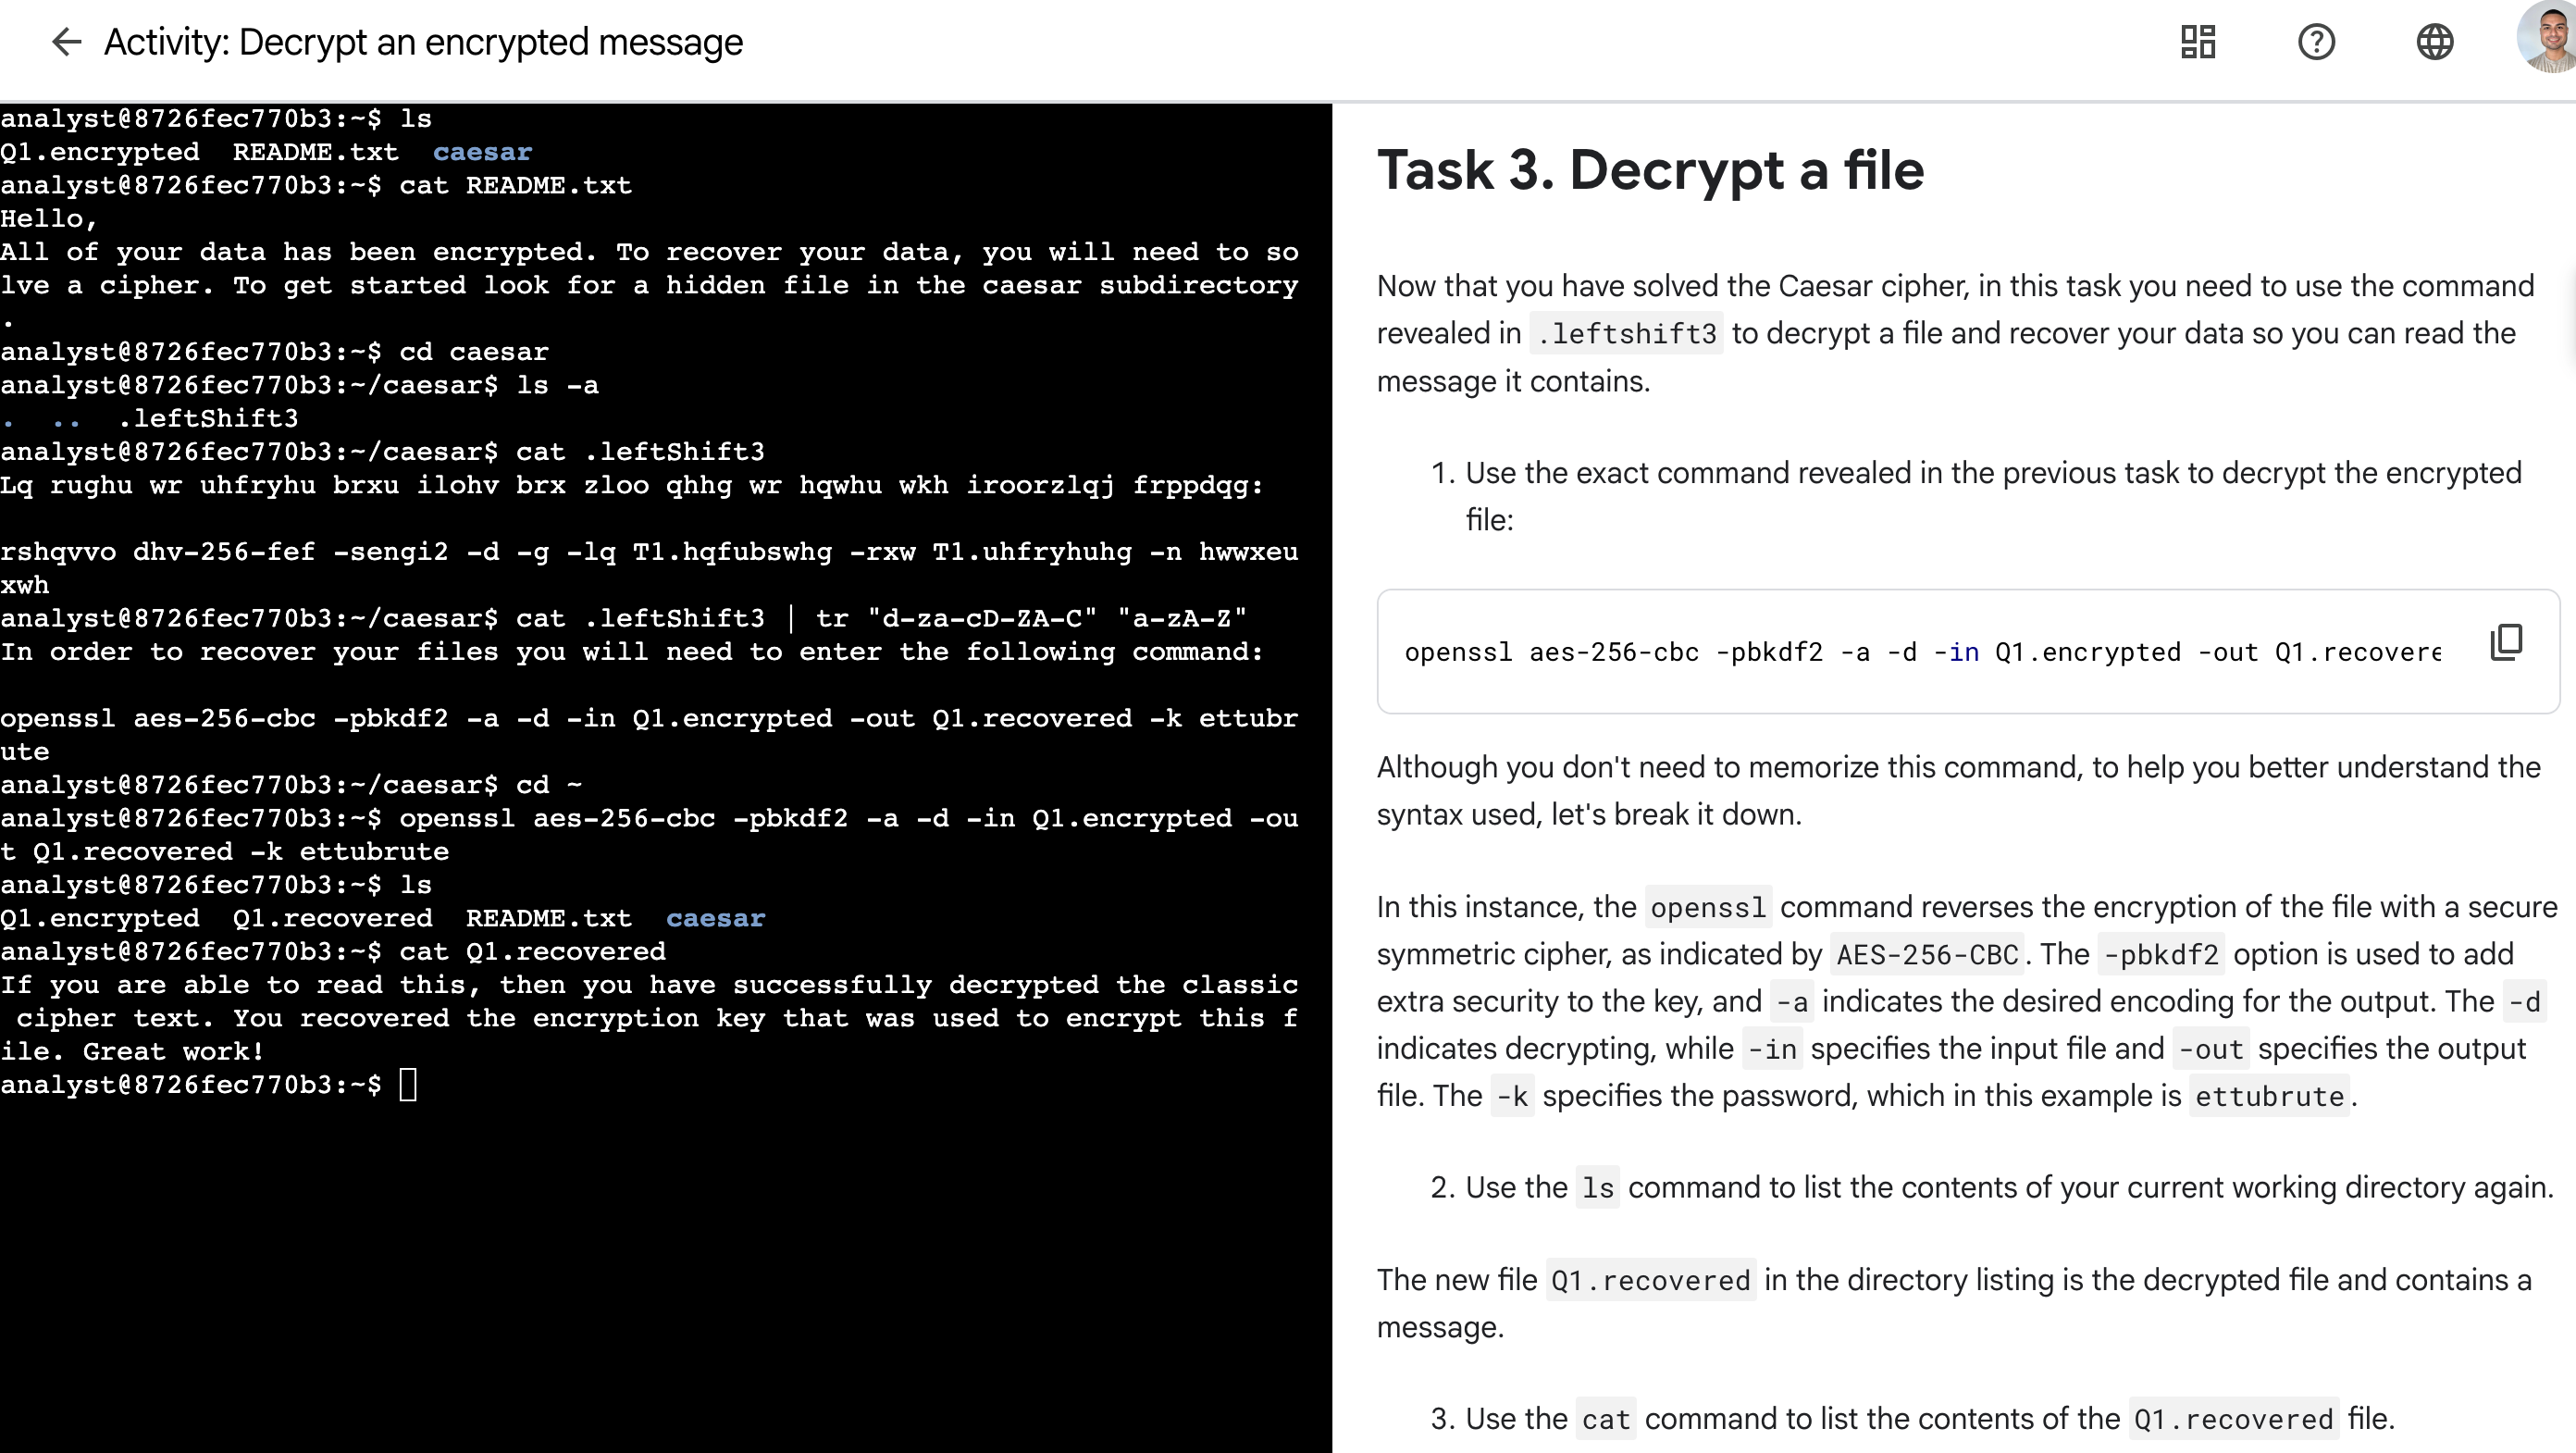 Activity: Decrypt an encrypted message
analyst@8726fec770b3:~$ ls
Q1.encrypted  README.txt  caesar
analyst@8726fec770b3:~$ cat README.txt
Hello,
All of your data has been encrypted. To recover your data, you will need to so
lve a cipher. To get started look for a hidden file in the caesar subdirectory
.
analyst@8726fec770b3:~$ cd caesar
analyst@8726fec770b3:~/caesar$ ls -a
.  ..  .leftShift3
analyst@8726fec770b3:~/caesar$ cat .leftShift3
Lq rughu wr uhfryhu brxu ilohv brx zloo qhhg wr hqwhu wkh iroorzlqj frppdqg:
rshqvvo dhv-256-fef -sengi2 -d -g -lq T1.hqfubswhg -rxw T1.uhfryhuhg -n hwwxeu
xwh
analyst@8726fec770b3:~/caesar$ cat .leftShift3 | tr "d-za-cD-ZA-C" "a-zA-Z"
In order to recover your files you will need to enter the following command:
openssl aes-256-cbc -pbkdf2 -a -d -in Q1.encrypted -out Q1.recovered -k ettubr
ute
analyst@8726fec770b3:~/caesar$ cd ~
analyst@8726fec770b3:~$ openssl aes-256-cbc -pbkdf2 -a -d -in Q1.encrypted -ou
t Q1.recovered -k ettubrute
analyst@8726fec770b3:~$ ls
Q1.encrypted  Q1.recovered  README.txt  caesar
analyst@8726fec770b3:~$ cat Q1.recovered
If you are able to read this, then you have successfully decrypted the classic
 cipher text. You recovered the encryption key that was used to encrypt this f
ile. Great work!
analyst@8726fec770b3:~$
Task 3. Decrypt a file
Now that you have solved the Caesar cipher, in this task you need to use the command
revealed in .leftshift3 to decrypt a file and recover your data so you can read the
message it contains.
1. Use the exact command revealed in the previous task to decrypt the encrypted
file:
openssl aes-256-cbc -pbkdf2 -a -d -in Q1.encrypted -out Q1.recovere
Although you don't need to memorize this command, to help you better understand the
syntax used, let's break it down.
In this instance, the openssl command reverses the encryption of the file with a secure
symmetric cipher, as indicated by AES-256-CBC. The -pbkdf2 option is used to add
extra security to the key, and -a indicates the desired encoding for the output. The -d
indicates decrypting, while -in specifies the input file and -out specifies the output
file. The -k specifies the password, which in this example is ettubrute.
2. Use the ls command to list the contents of your current working directory again.
The new file Q1.recovered in the directory listing is the decrypted file and contains a
message.
3. Use the cat command to list the contents of the Q1.recovered file.